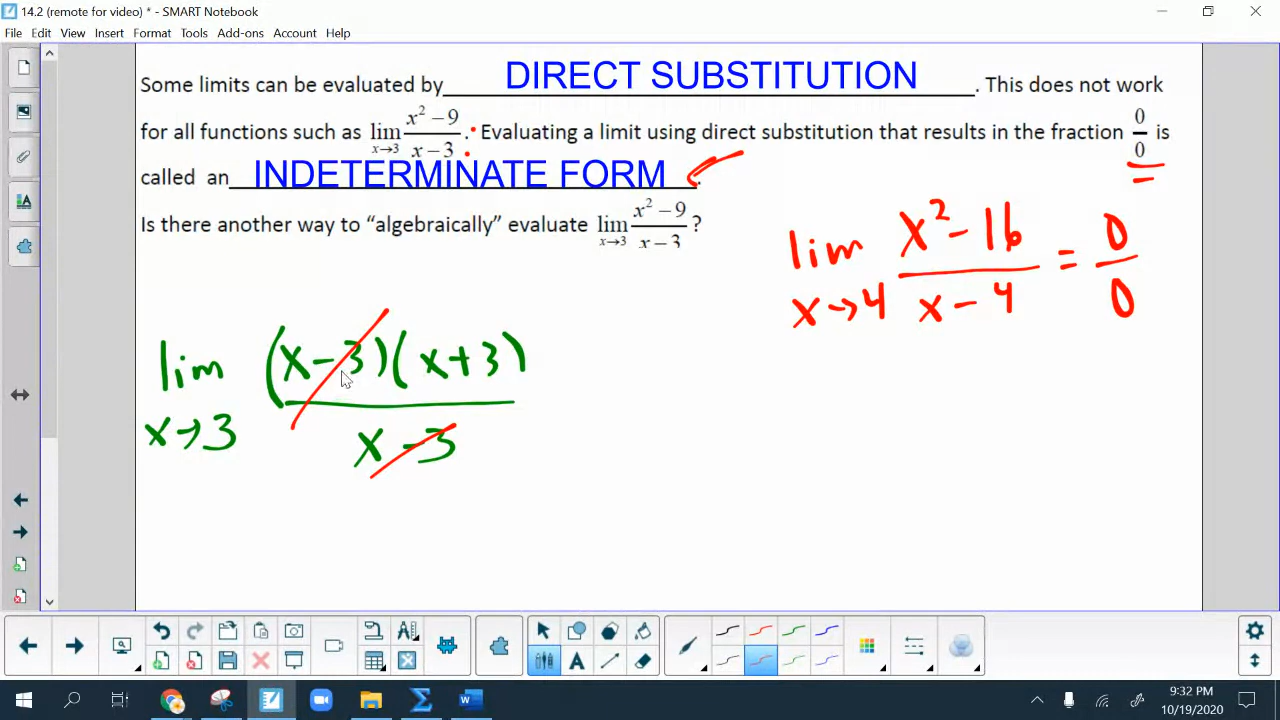 14.2 (remote for video) * - SMART Notebook
File Edit View Insert Format Tools Add-ons Account Help
Some limits can be evaluated by DIRECT SUBSTITUTION. This does not work
for all functions such as lim x→3 x² − 9 / x − 3. Evaluating a limit using direct substitution that results in the fraction 0/0 is
called an INDETERMINATE FORM.
Is there another way to “algebraically” evaluate lim x→3 x² − 9 / x − 3 ?
lim x→4 x² − 16 / x − 4 = 0/0
lim x→3 (x − 3)(x + 3) / x − 3
9:32 PM
10/19/2020